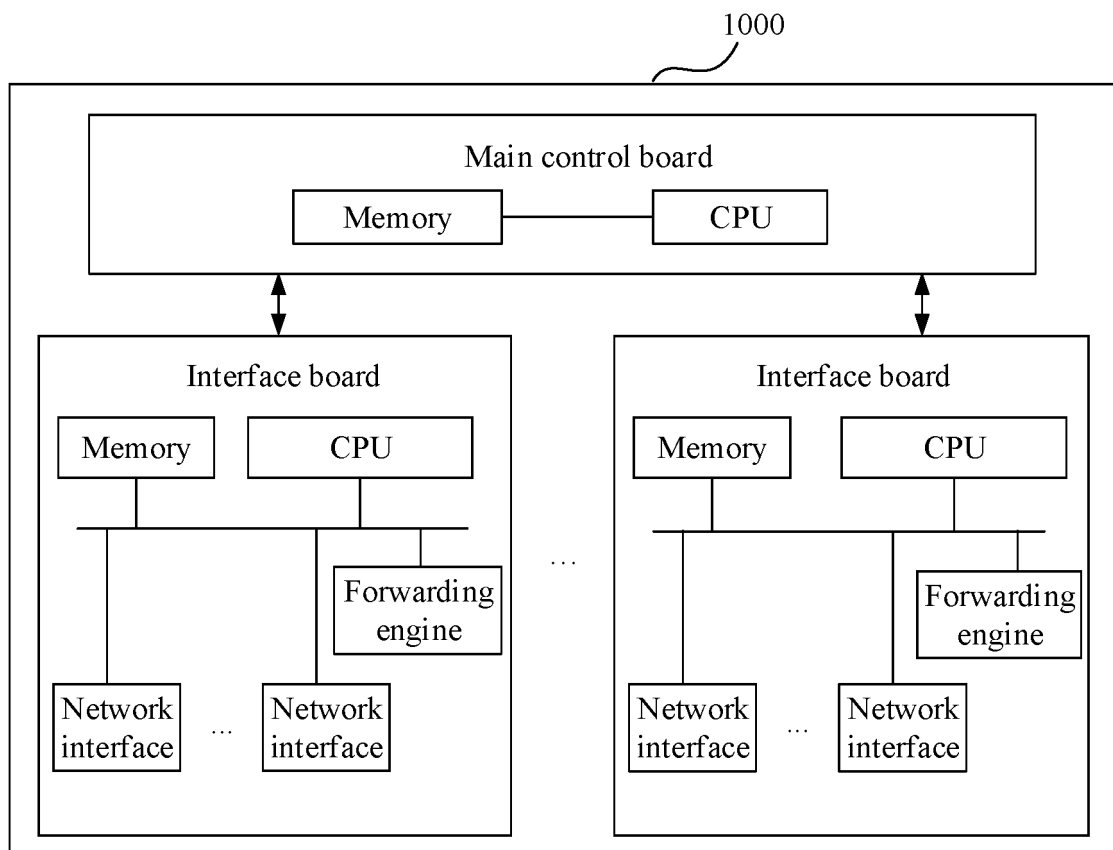 1000
Main control board
Memory
CPU
Interface board
Memory
CPU
Forwarding
engine
Network
interface
...
Network
interface
...
Interface board
Memory
CPU
Forwarding
engine
Network
interface
...
Network
interface